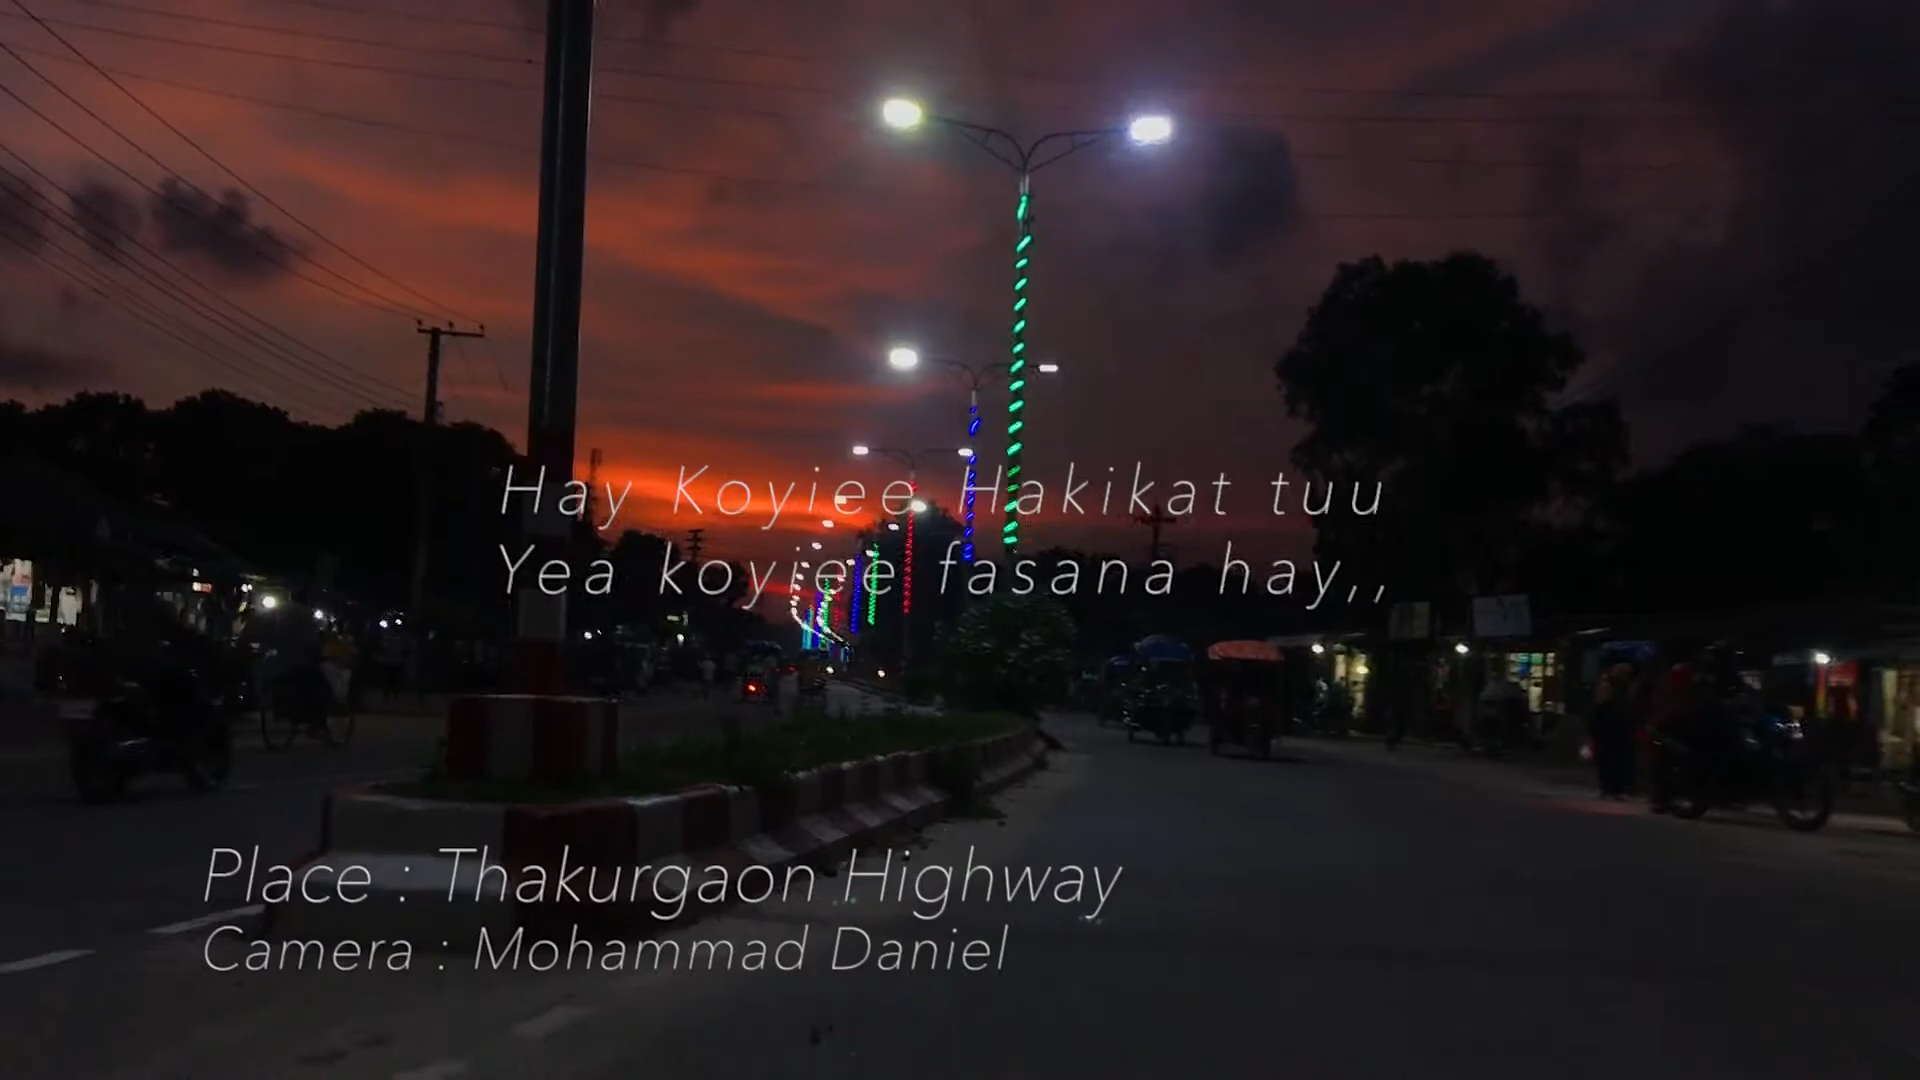 Hay Koyiee Hakikat tuu
Yea koyiee fasana hay,,
Place : Thakurgaon Highway
Camera : Mohammad Daniel